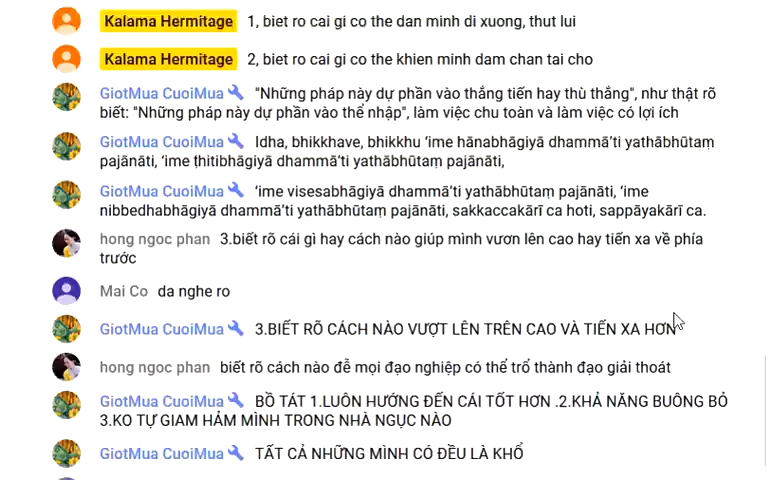 Kalama Hermitage 1, biet ro cai gi co the dan minh di xuong, thut lui
Kalama Hermitage 2, biet ro cai gi co the khien minh dam chan tai cho
GiotMua CuoiMua "Những pháp này dự phần vào thắng tiến hay thù thắng", như thật rõ
biết: "Những pháp này dự phần vào thể nhập", làm việc chu toàn và làm việc có lợi ích
GiotMua CuoiMua Idha, bhikkhave, bhikkhu ‘ime hānabhāgiyā dhammā’ti yathābhūtaṃ
pajānāti, ‘ime ṭhitibhāgiyā dhammā’ti yathābhūtaṃ pajānāti,
GiotMua CuoiMua ‘ime visesabhāgiyā dhammā’ti yathābhūtaṃ pajānāti, ‘ime
nibbedhabhāgiyā dhammā’ti yathābhūtaṃ pajānāti, sakkaccakārī ca hoti, sappāyakārī ca.
hong ngoc phan 3.biết rõ cái gì hay cách nào giúp mình vươn lên cao hay tiến xa về phía
trước
Mai Co da nghe ro
GiotMua CuoiMua 3.BIẾT RÕ CÁCH NÀO VƯỢT LÊN TRÊN CAO VÀ TIẾN XA HƠN
hong ngoc phan biết rõ cách nào để mọi đạo nghiệp có thể trổ thành đạo giải thoát
GiotMua CuoiMua BỒ TÁT 1.LUÔN HƯỚNG ĐẾN CÁI TỐT HƠN .2.KHẢ NĂNG BUÔNG BỎ
3.KO TỰ GIAM HẢM MÌNH TRONG NHÀ NGỤC NÀO
GiotMua CuoiMua TẤT CẢ NHỮNG MÌNH CÓ ĐỀU LÀ KHỔ